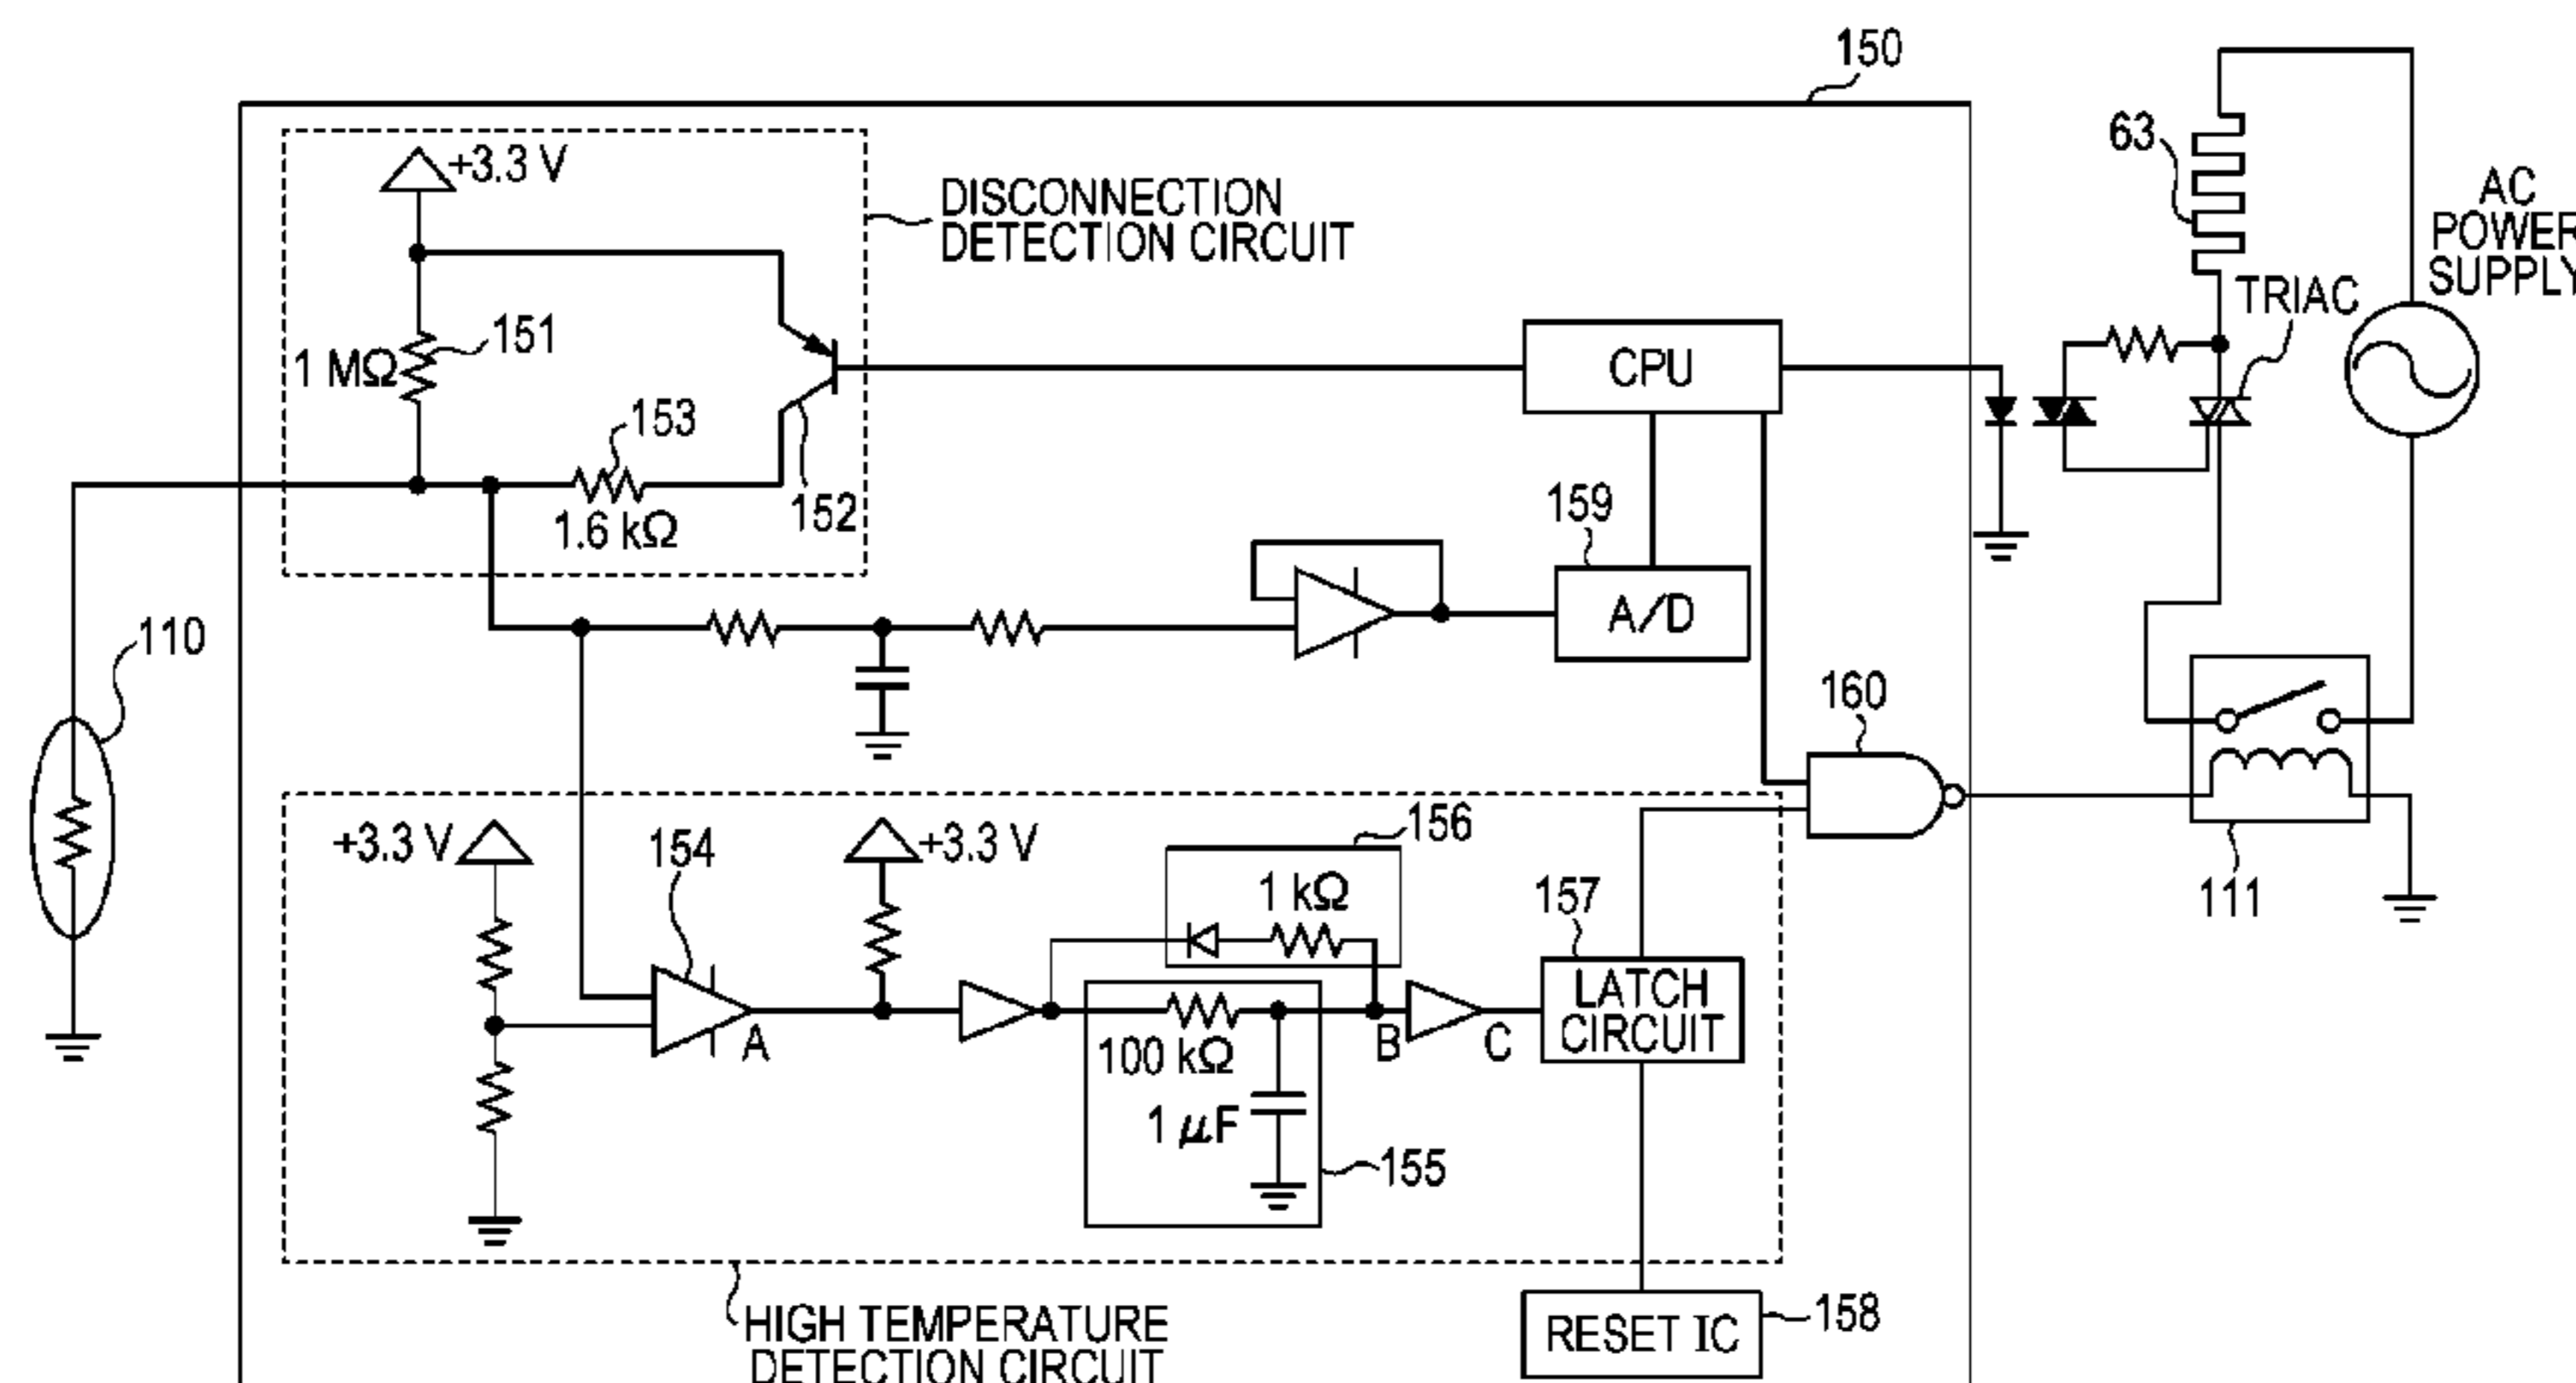 150
+3.3 V
DISCONNECTION
DETECTION CIRCUIT
63
AC
POWER
SUPPLY
TRIAC
151
1 MΩ
CPU
153
152
1.6 kΩ
159
A/D
110
160
+3.3 V
154
+3.3 V
156
1 kΩ
157
111
LATCH
CIRCUIT
A
100 kΩ
B
C
1 μF
155
HIGH TEMPERATURE
DETECTION CIRCUIT
RESET IC
158